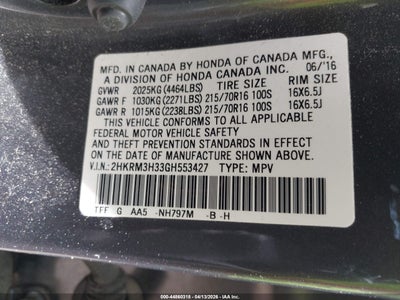 MFD. IN CANADA BY HONDA OF CANADA MFG.,
A DIVISION OF HONDA CANADA INC. 06/'16
GVWR 2025KG (4464LBS) TIRE SIZE RIM SIZE
GAWR F 1030KG (2271LBS) 215/70R16 100S 16X6.5J
GAWR R 1015KG (2238LBS) 215/70R16 100S 16X6.5J
THIS VEHICLE CONFORMS TO ALL APPLICABLE
FEDERAL MOTOR VEHICLE SAFETY, BUMPER, AND THEFT
PREVENTION STANDARDS IN EFFECT
ON THE DATE OF MANUFACTURE SHOWN ABOVE.
V.I.N.: 2HKRM3H33GH553427 TYPE: MPV
TFF G AA5 -NH797M -B -H
000-44860318 - 04/13/2026 - IAA Inc.